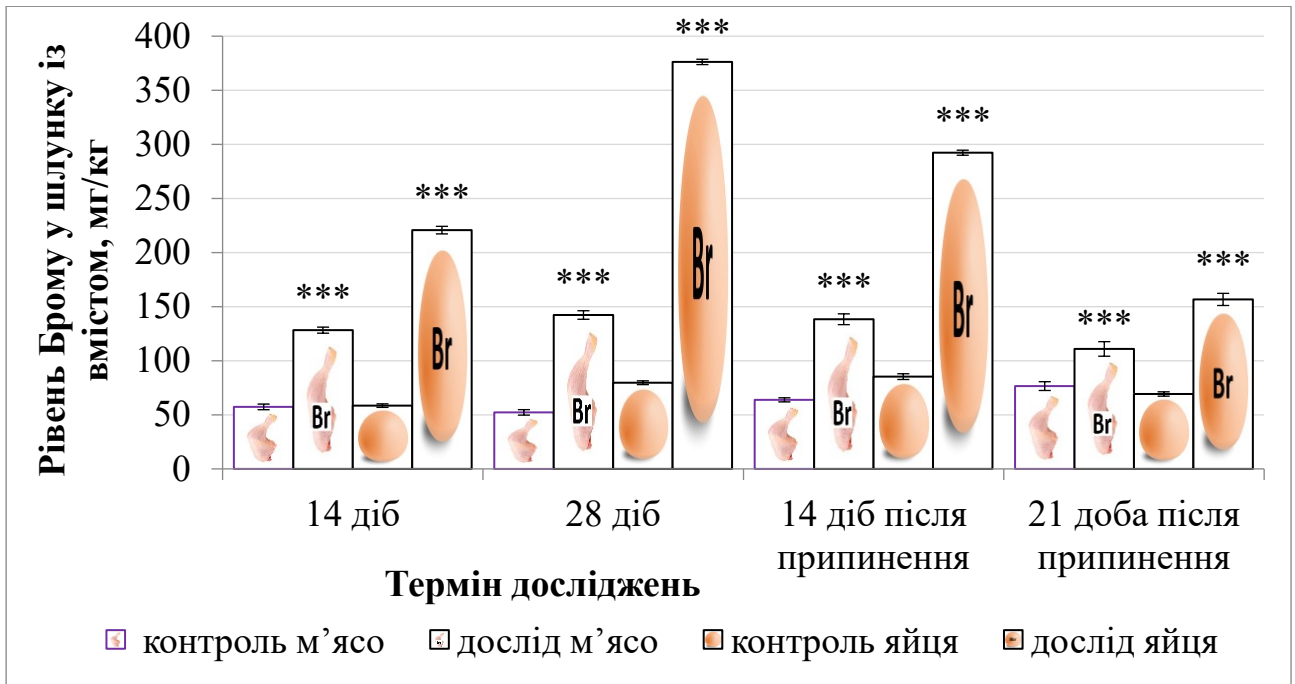 Рівень Брому у шлунку із
вмістом, мг/кг
400
350
300
250
200
150
100
50
0
***
***
***
***
***
***
***
***
Br
Br
Br
Br
Br
Br
Br
Br
14 діб
28 діб
14 діб після
припинення
21 доба після
припинення
Термін досліджень
контроль м’ясо
дослід м’ясо
контроль яйця
дослід яйця